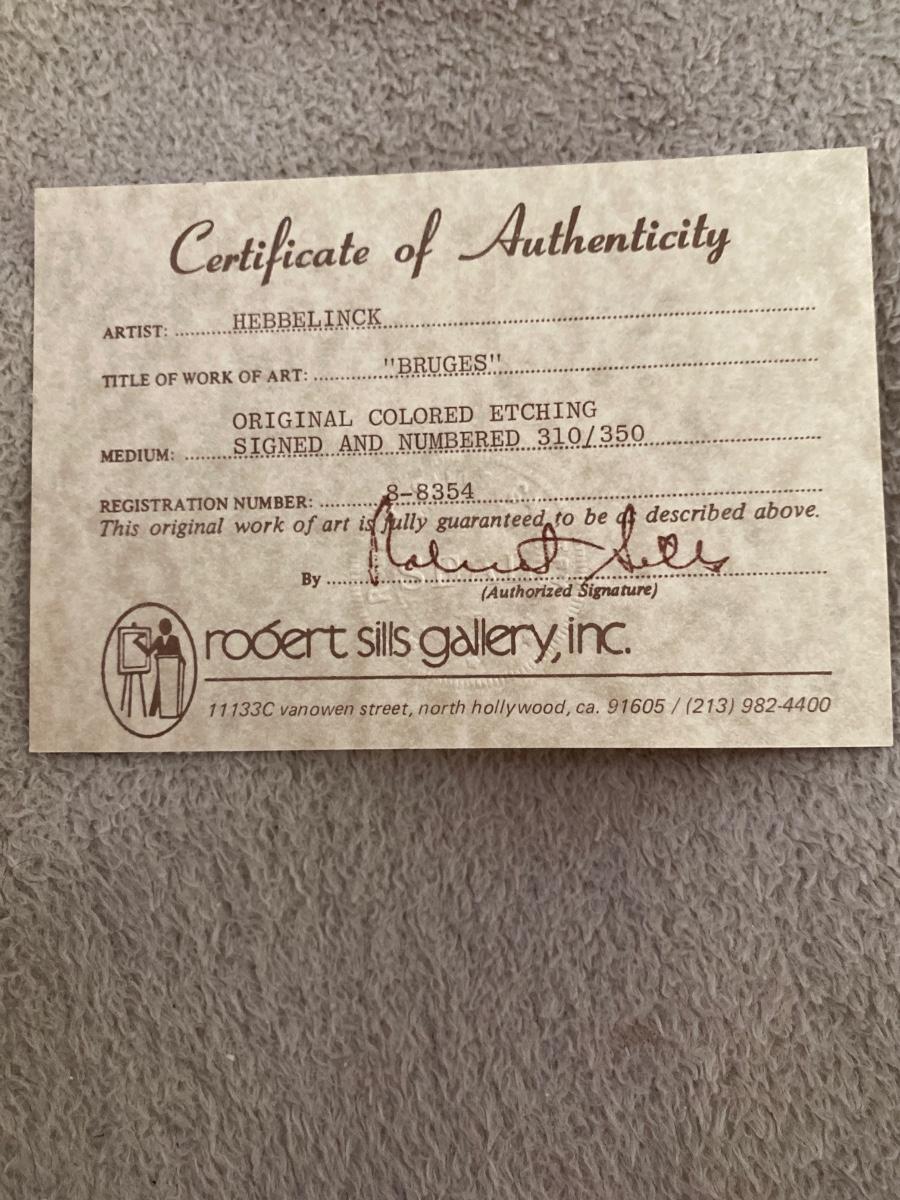 Certificate of Authenticity
ARTIST: HEBBELINCK
TITLE OF WORK OF ART: "BRUGES"
ORIGINAL COLORED ETCHING
MEDIUM: SIGNED AND NUMBERED 310/350
REGISTRATION NUMBER: 8-8354
This original work of art is fully guaranteed to be as described above.
By Robert Sills
(Authorized Signature)
robert sills gallery, inc.
11133C vanowen street, north hollywood, ca. 91605 / (213) 982-4400